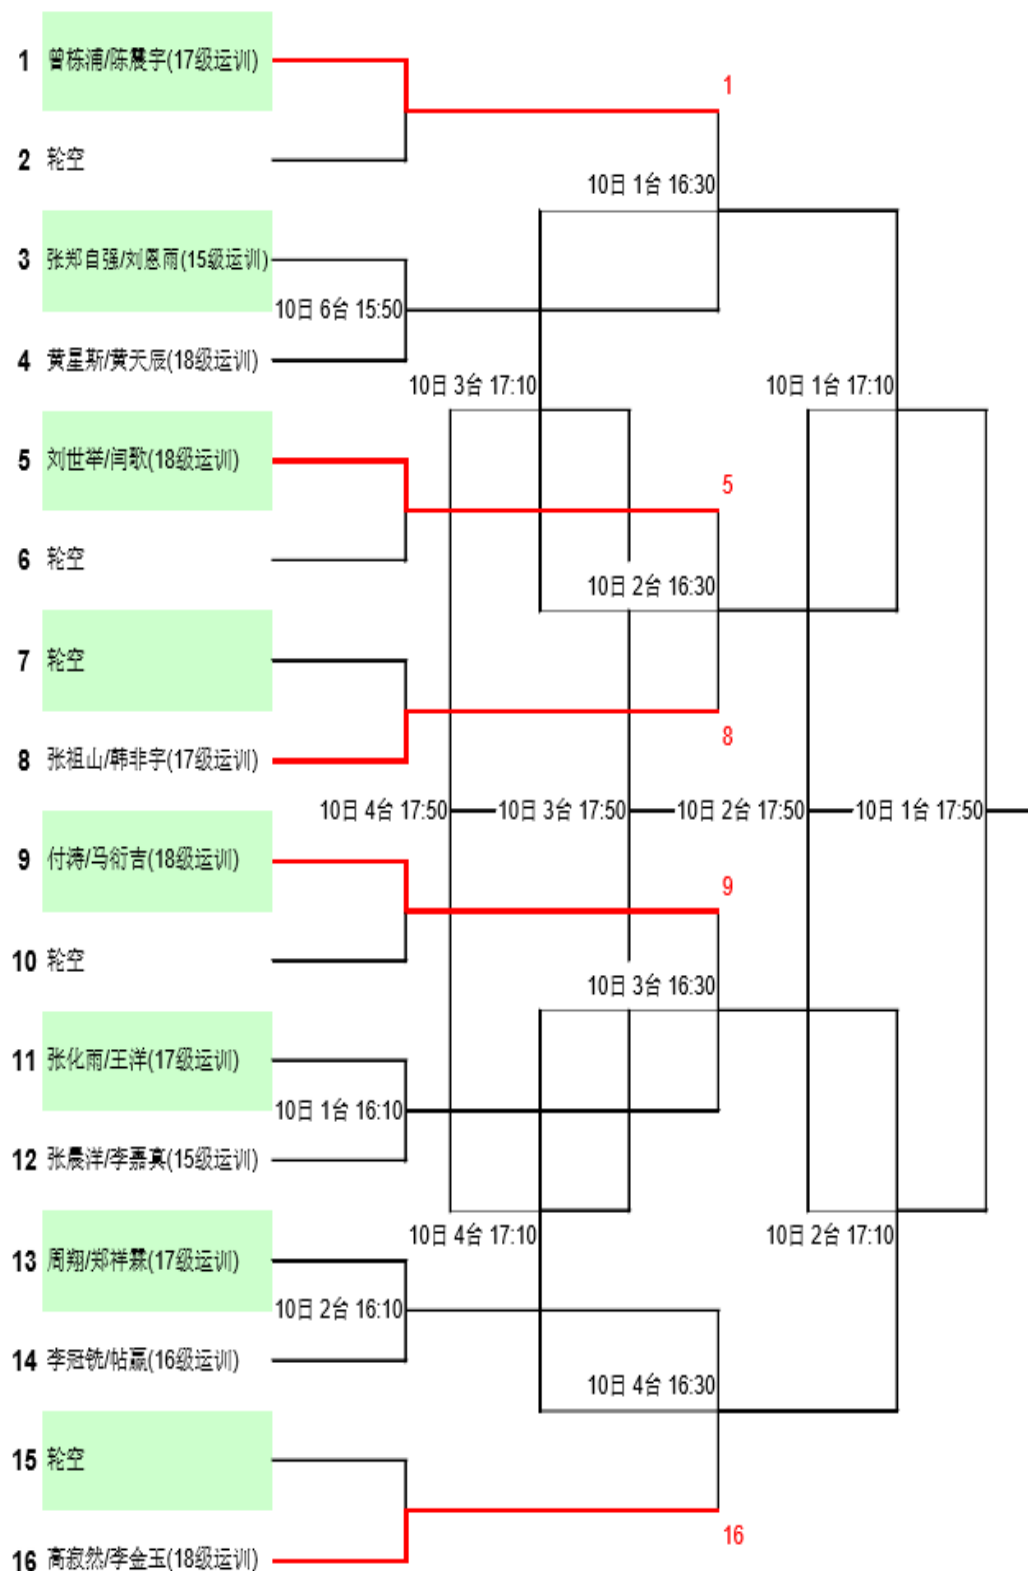 1 曾栋浦/陈震宇(17级运训)
1
2 轮空
10日 1台 16:30
3 张郑自强/刘恩雨(15级运训)
10日 6台 15:50
4 黄星斯/黄天辰(18级运训)
10日 3台 17:10
10日 1台 17:10
5 刘世举/闫歌(18级运训)
5
6 轮空
10日 2台 16:30
7 轮空
8
8 张祖山/韩非宇(17级运训)
10日 4台 17:50
10日 3台 17:50
10日 2台 17:50
10日 1台 17:50
9 付涛/马衍吉(18级运训)
9
10 轮空
10日 3台 16:30
11 张化雨/王洋(17级运训)
10日 1台 16:10
12 张晨洋/李嘉真(15级运训)
10日 4台 17:10
10日 2台 17:10
13 周翔/郑祥霖(17级运训)
10日 2台 16:10
14 李冠铣/帖赢(16级运训)
10日 4台 16:30
15 轮空
16
16 高寂然/李金玉(18级运训)